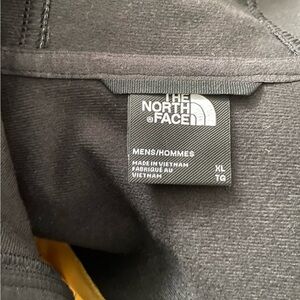 THE
NORTH
®FACE
MENS/HOMMES
MADE IN VIETNAM
FABRIQUÉ AU
VIETNAM
XL
TG